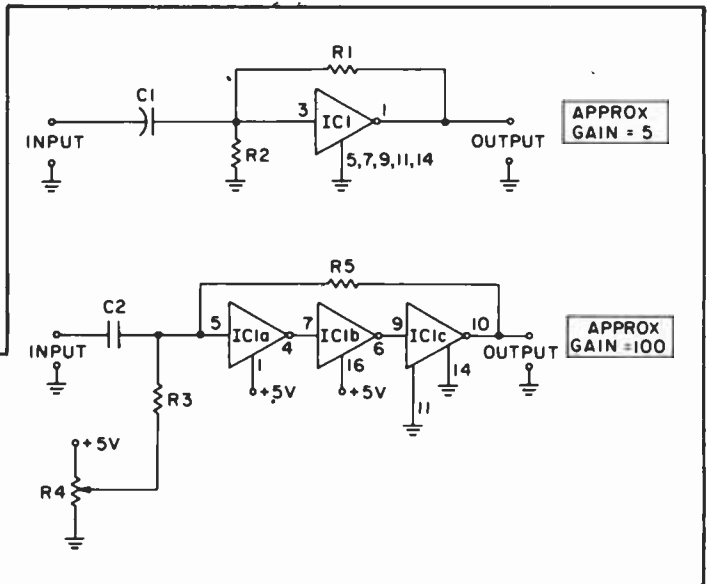 R1
C1
3 IC1 1
APPROX
GAIN = 5
INPUT
R2
5,7,9,11,14
OUTPUT
R5
C2
5 IC1a 4
7 IC1b 6
9 IC1c 10
APPROX
GAIN =100
INPUT
OUTPUT
1
16
14
R3
+5V
+5V
11
+5V
R4